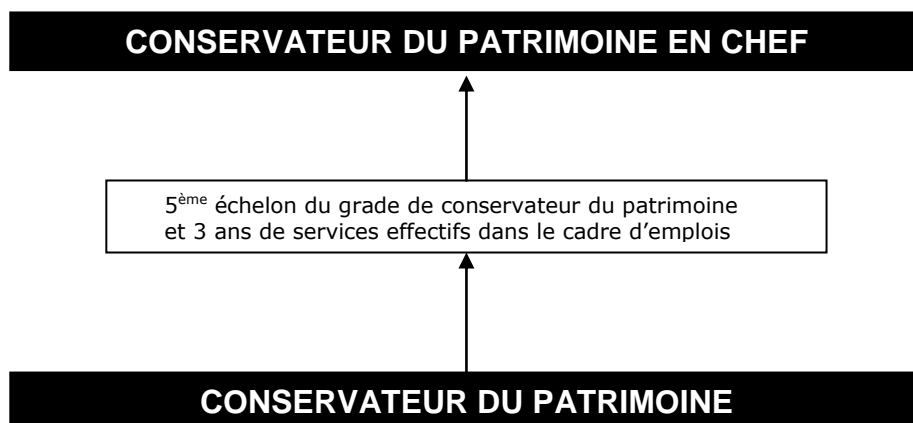 CONSERVATEUR DU PATRIMOINE EN CHEF
5ème échelon du grade de conservateur du patrimoine
et 3 ans de services effectifs dans le cadre d’emplois
CONSERVATEUR DU PATRIMOINE